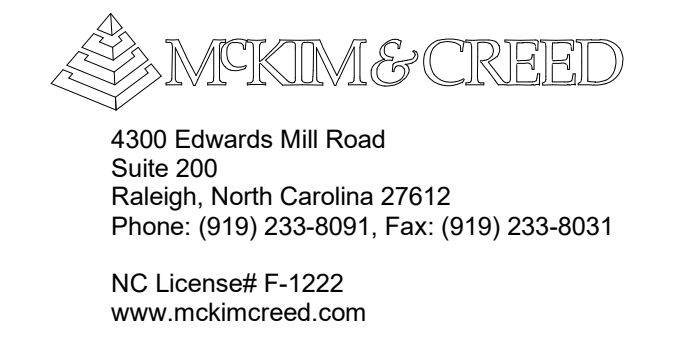 McKIM & CREED
4300 Edwards Mill Road
Suite 200
Raleigh, North Carolina 27612
Phone: (919) 233-8091, Fax: (919) 233-8031
NC License# F-1222
www.mckimcreed.com